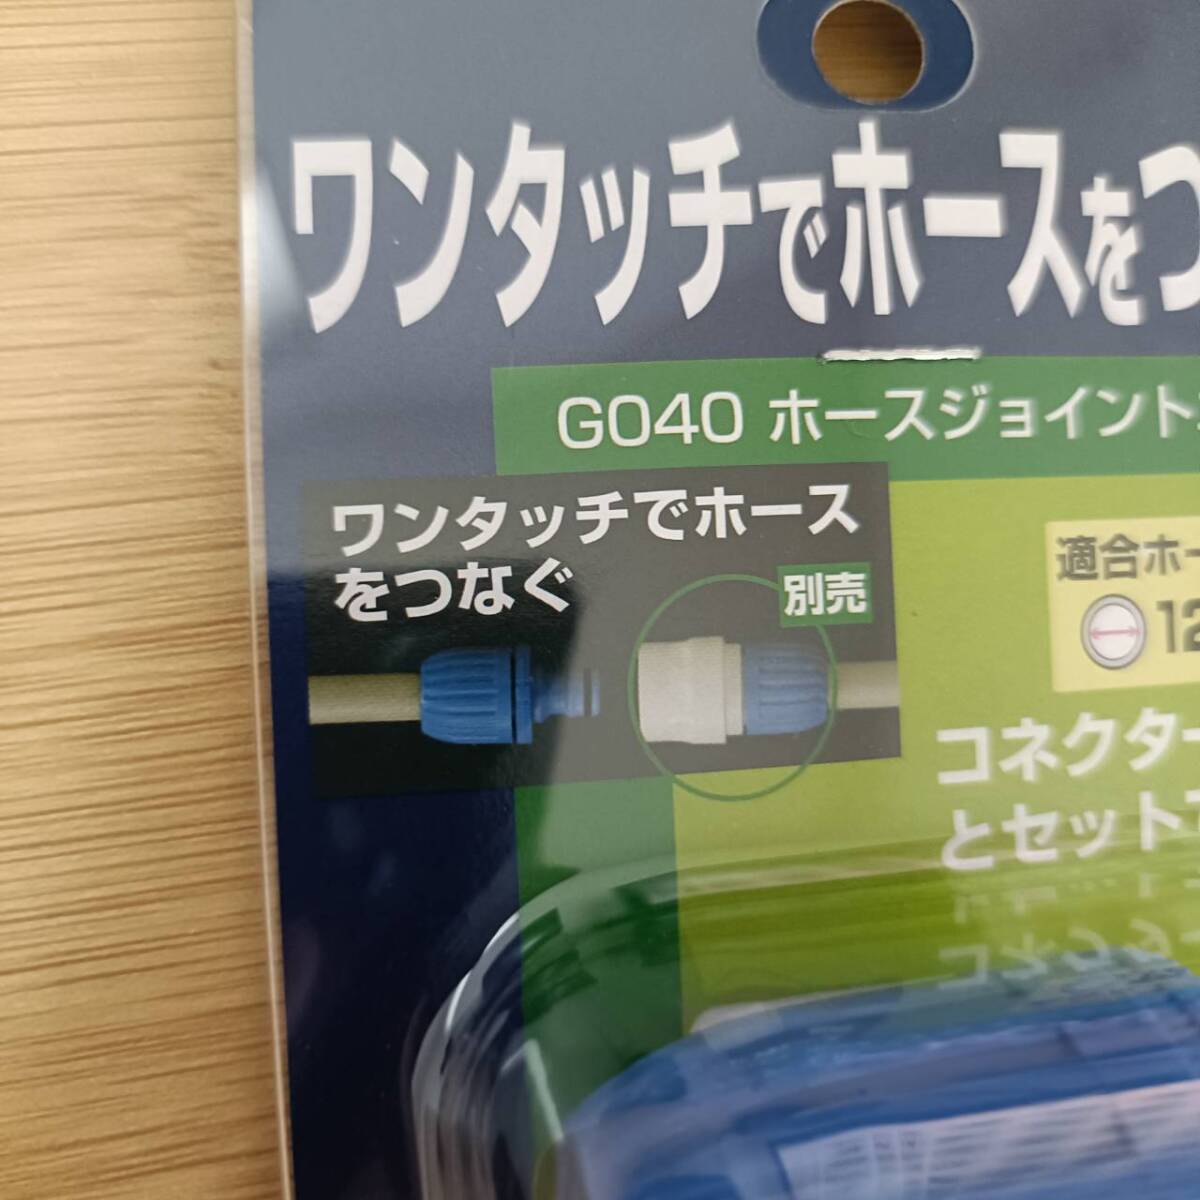 ワンタッチでホースをつ
G040 ホースジョイント
ワンタッチでホース
をつなぐ
別売
適合ホー
12
コネクター
とセットで